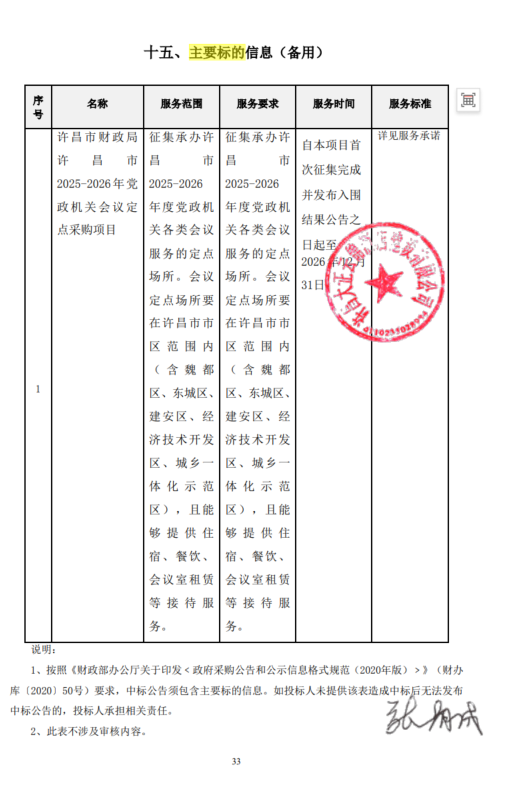 十五、主要标的信息（备用）
序号
名称
服务范围
服务要求
服务时间
服务标准
1
许昌市财政局
许昌市
2025-2026年党
政机关会议定
点采购项目
征集承办许
昌市
2025-2026
年度党政机
关各类会议
服务的定点
场所。会议
定点场所要
在许昌市市
区范围内
（含魏都
区、东城区、
建安区、经
济技术开发
区、城乡一
体化示范
区），且能
够提供住
宿、餐饮、
会议室租赁
等接待服
务。
征集承办许
昌市
2025-2026
年度党政机
关各类会议
服务的定点
场所。会议
定点场所要
在许昌市市
区范围内
（含魏都
区、东城区、
建安区、经
济技术开发
区、城乡一
体化示范
区），且能
够提供住
宿、餐饮、
会议室租赁
等接待服
务。
自本项目首
次征集完成
并发布入围
结果公告之
日起至
2026年12月
31日
详见服务承诺
说明：
1、按照《财政部办公厅关于印发＜政府采购公告和公示信息格式规范（2020年版）＞》（财办
库〔2020〕50号）要求，中标公告须包含主要标的信息。如投标人未提供该表造成中标后无法发布
中标公告的，投标人承担相关责任。
2、此表不涉及审核内容。
33